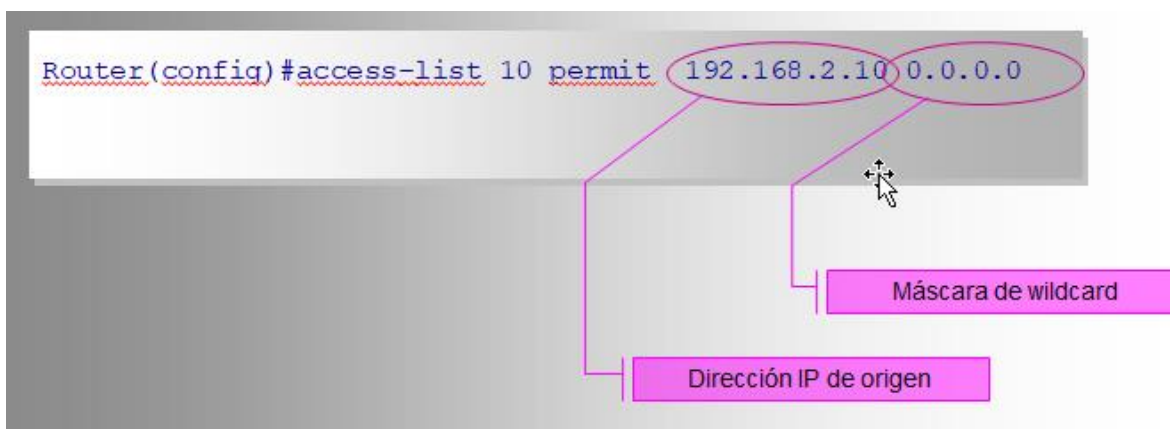 Router(config)#access-list 10 permit 192.168.2.10 0.0.0.0
Máscara de wildcard
Dirección IP de origen